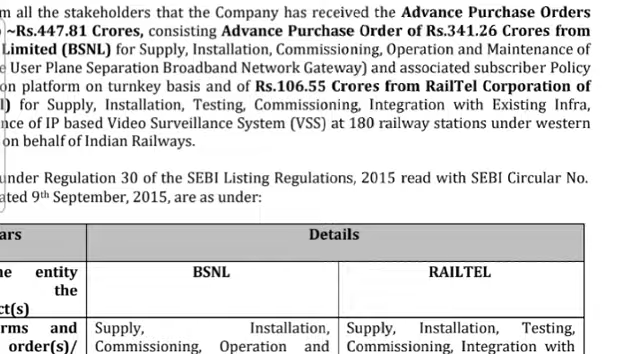 m all the stakeholders that the Company has received the Advance Purchase Orders
~Rs.447.81 Crores, consisting Advance Purchase Order of Rs.341.26 Crores from
Limited (BSNL) for Supply, Installation, Commissioning, Operation and Maintenance of
e User Plane Separation Broadband Network Gateway) and associated subscriber Policy
on platform on turnkey basis and of Rs.106.55 Crores from RailTel Corporation of
l) for Supply, Installation, Testing, Commissioning, Integration with Existing Infra,
nce of IP based Video Surveillance System (VSS) at 180 railway stations under western
on behalf of Indian Railways.
under Regulation 30 of the SEBI Listing Regulations, 2015 read with SEBI Circular No.
ated 9th September, 2015, are as under:
ars Details
ne entity BSNL RAILTEL
the
ct(s)
rms and Supply, Installation, Supply, Installation, Testing,
order(s)/ Commissioning, Operation and Commissioning, Integration with